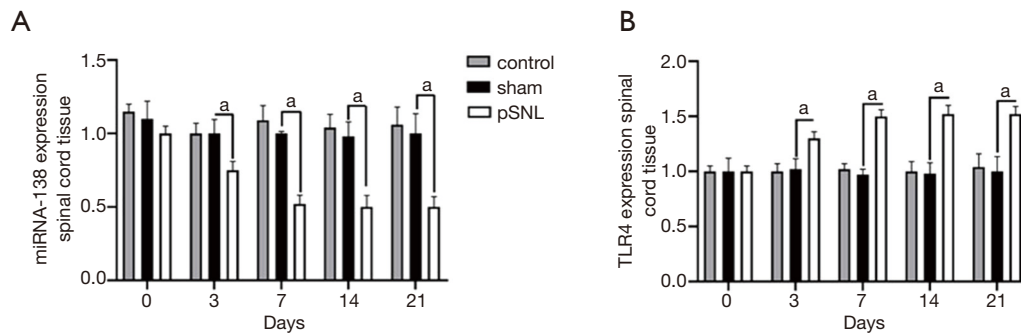 A
miRNA-138 expression
spinal cord tissue
1.5
1.0
0.5
0.0
a
a
a
a
0
3
7
14
21
Days
control
sham
pSNL
B
TLR4 expression spinal
cord tissue
2.0
1.5
1.0
0.5
0.0
a
a
a
a
0
3
7
14
21
Days